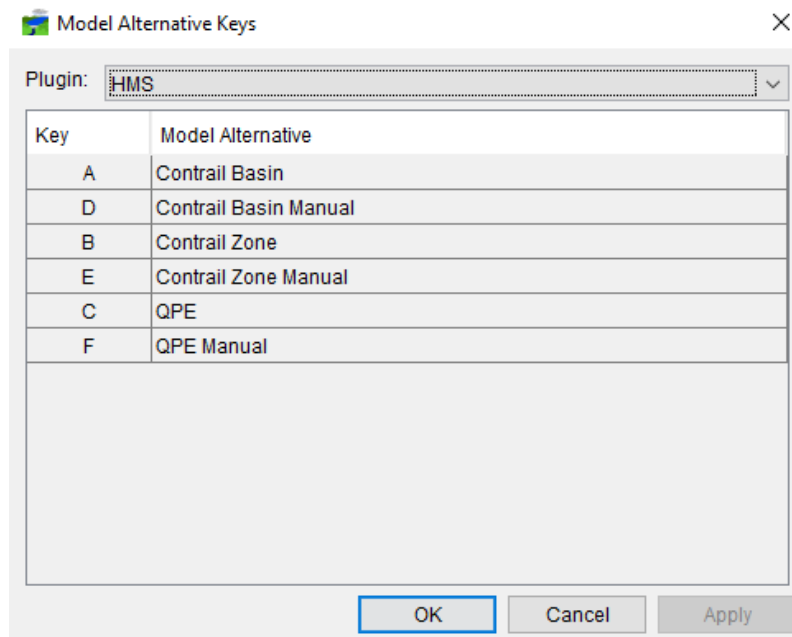 Model Alternative Keys
Plugin: HMS
Key Model Alternative
A Contrail Basin
D Contrail Basin Manual
B Contrail Zone
E Contrail Zone Manual
C QPE
F QPE Manual
OK Cancel Apply